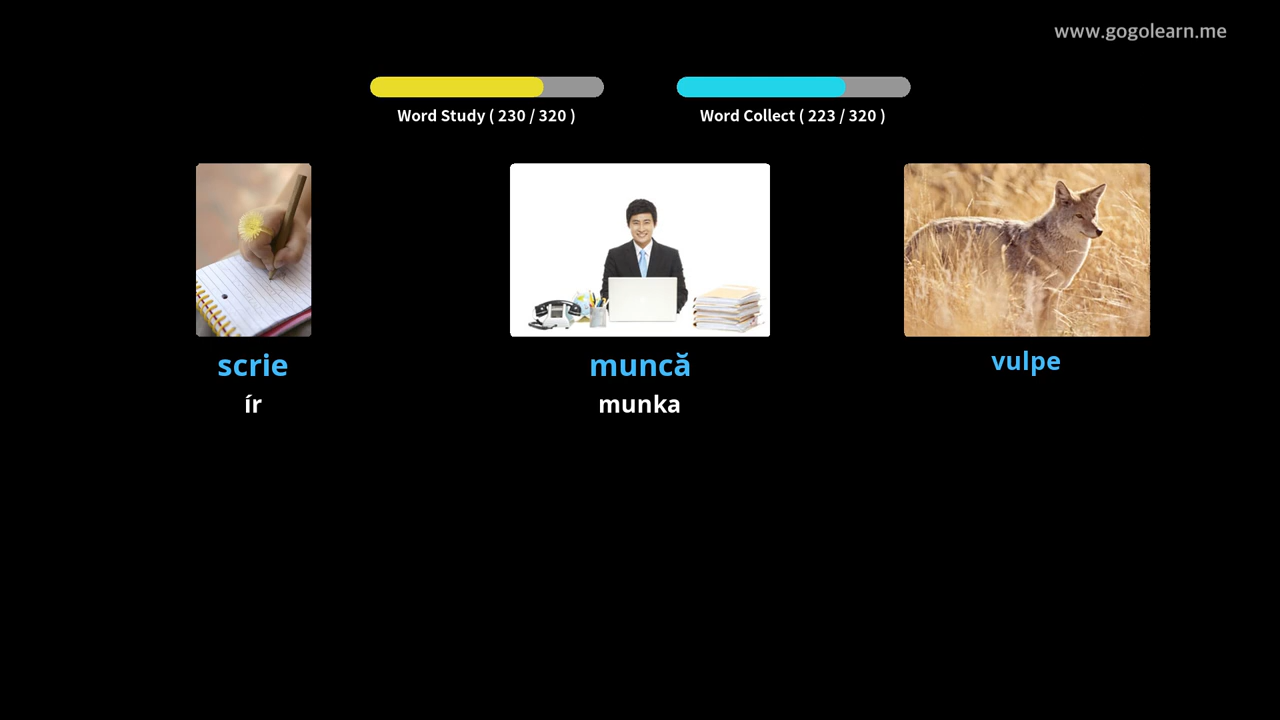 www.gogolearn.me
Word Study ( 230 / 320 )
Word Collect ( 223 / 320 )
scrie
ír
muncă
munka
vulpe